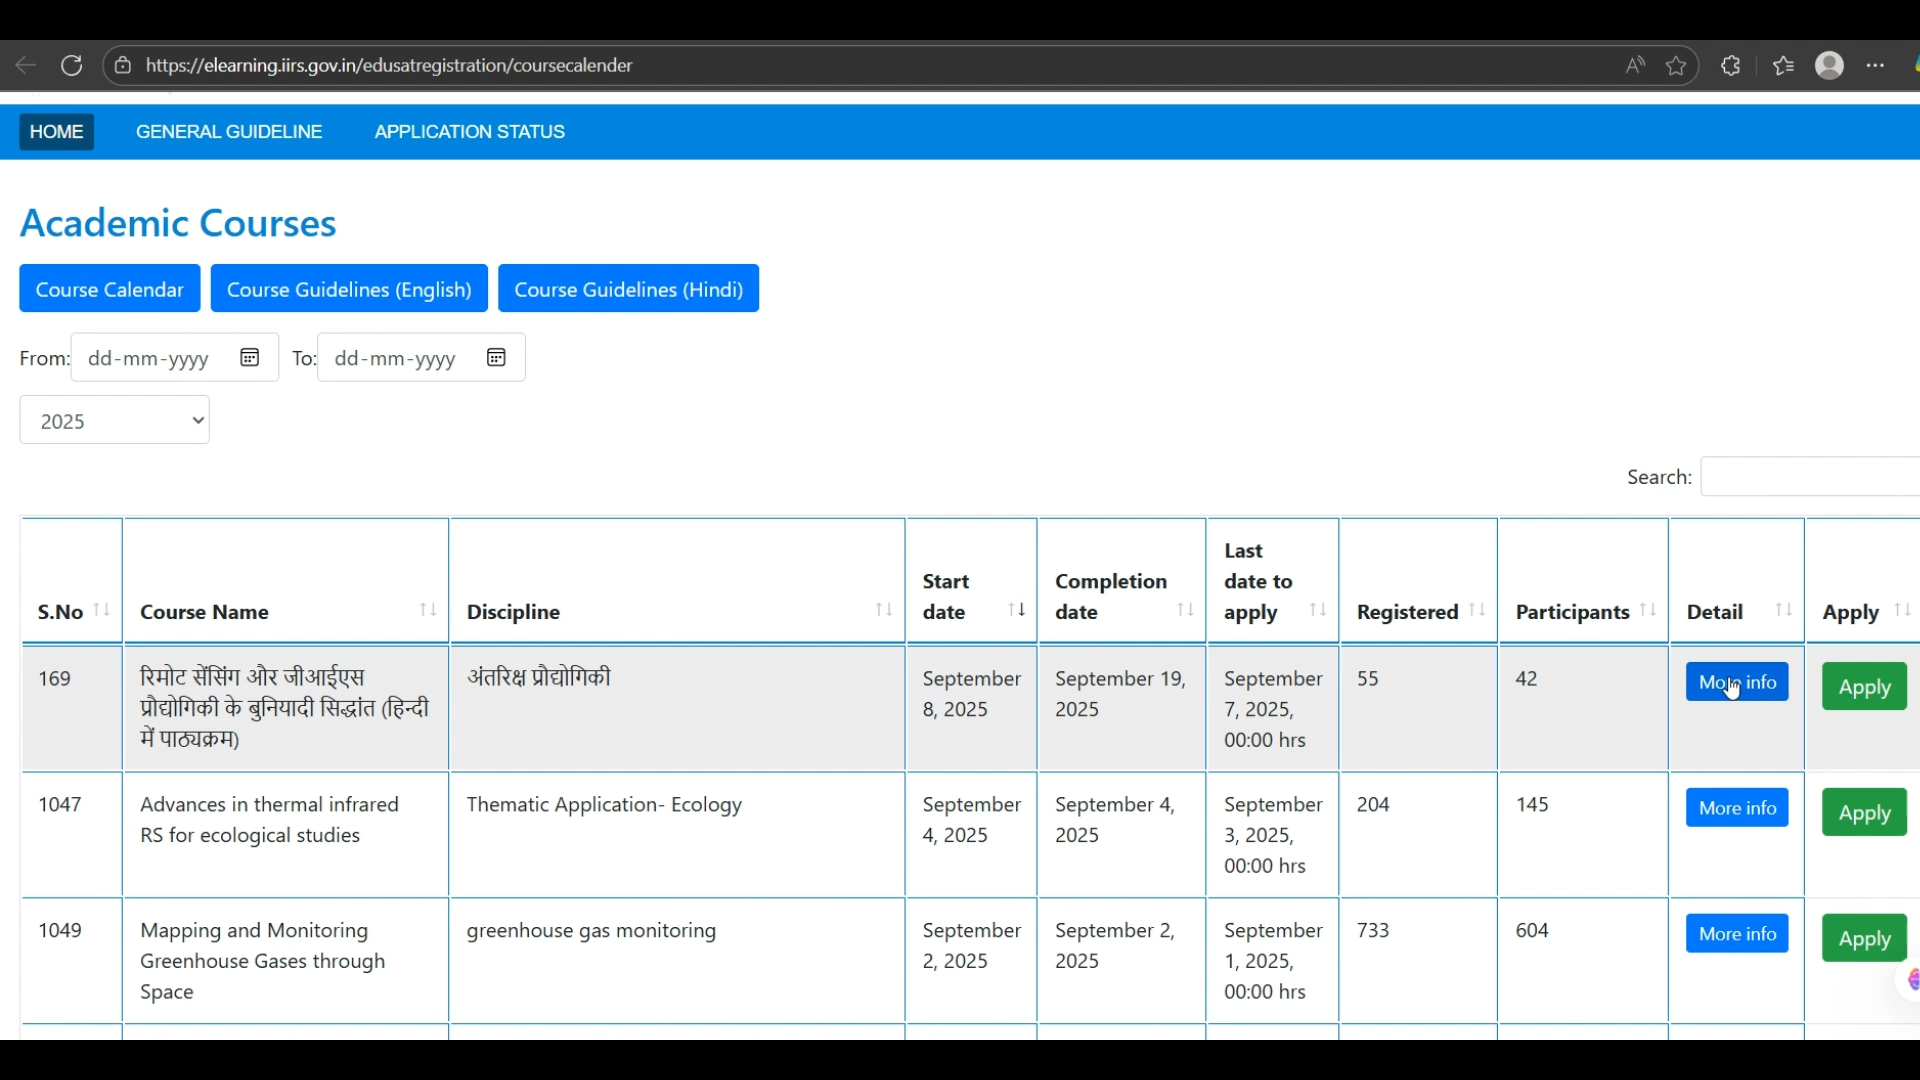 https://elearning.iirs.gov.in/edusatregistration/coursecalender
HOME GENERAL GUIDELINE APPLICATION STATUS
Academic Courses
Course Calendar Course Guidelines (English) Course Guidelines (Hindi)
From: dd-mm-yyyy To: dd-mm-yyyy
2025
Search:
S.No Course Name Discipline Start date Completion date Last date to apply Registered Participants Detail Apply
169
रिमोट सेंसिंग और जीआईएस
प्रौद्योगिकी के बुनियादी सिद्धांत (हिन्दी
में पाठ्यक्रम)
अंतरिक्ष प्रौद्योगिकी
September
8, 2025
September 19,
2025
September
7, 2025,
00:00 hrs
55
42
More info
Apply
1047
Advances in thermal infrared
RS for ecological studies
Thematic Application- Ecology
September
4, 2025
September 4,
2025
September
3, 2025,
00:00 hrs
204
145
More info
Apply
1049
Mapping and Monitoring
Greenhouse Gases through
Space
greenhouse gas monitoring
September
2, 2025
September 2,
2025
September
1, 2025,
00:00 hrs
733
604
More info
Apply